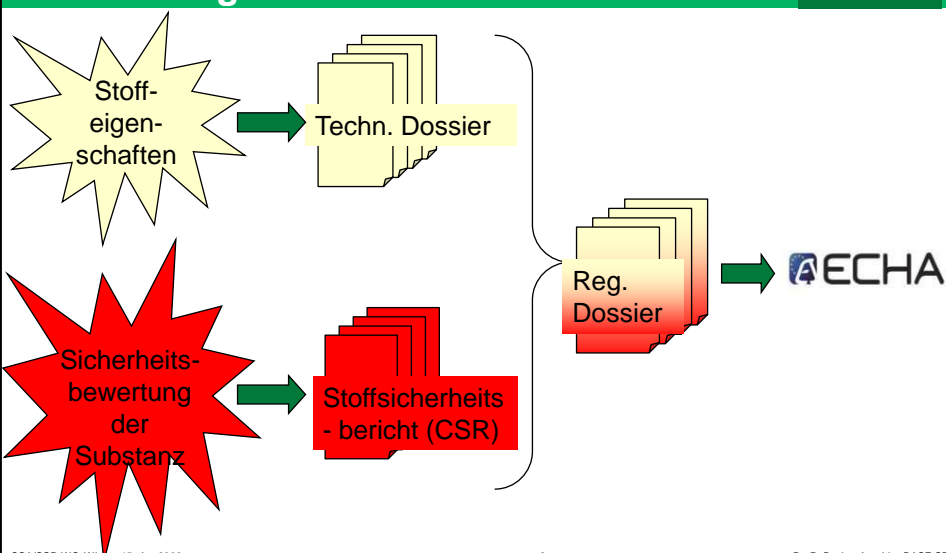 Stoff-
eigen-
schaften
Techn. Dossier
Sicherheits-
bewertung
der
Substanz
Stoffsicherheits
- bericht (CSR)
Reg.
Dossier
ECHA